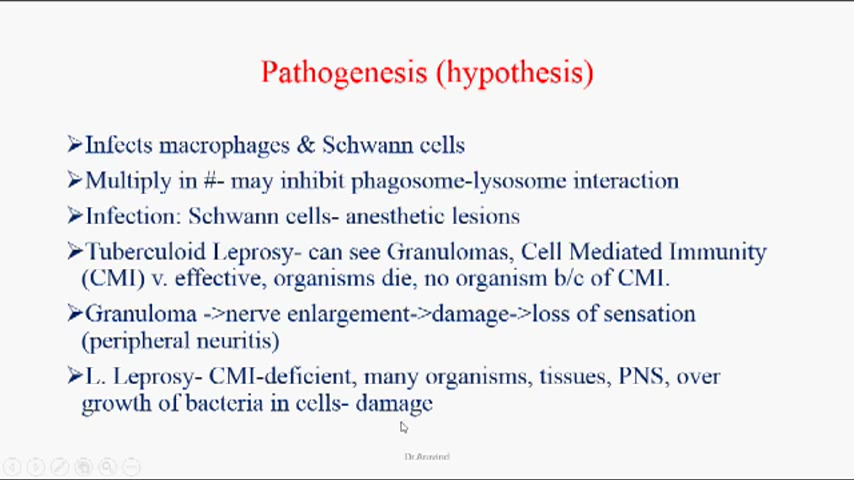 Pathogenesis (hypothesis)
➢Infects macrophages & Schwann cells
➢Multiply in #- may inhibit phagosome-lysosome interaction
➢Infection: Schwann cells- anesthetic lesions
➢Tuberculoid Leprosy- can see Granulomas, Cell Mediated Immunity
(CMI) v. effective, organisms die, no organism b/c of CMI.
➢Granuloma ->nerve enlargement->damage->loss of sensation
(peripheral neuritis)
➢L. Leprosy- CMI-deficient, many organisms, tissues, PNS, over
growth of bacteria in cells- damage
Dr.Aravind